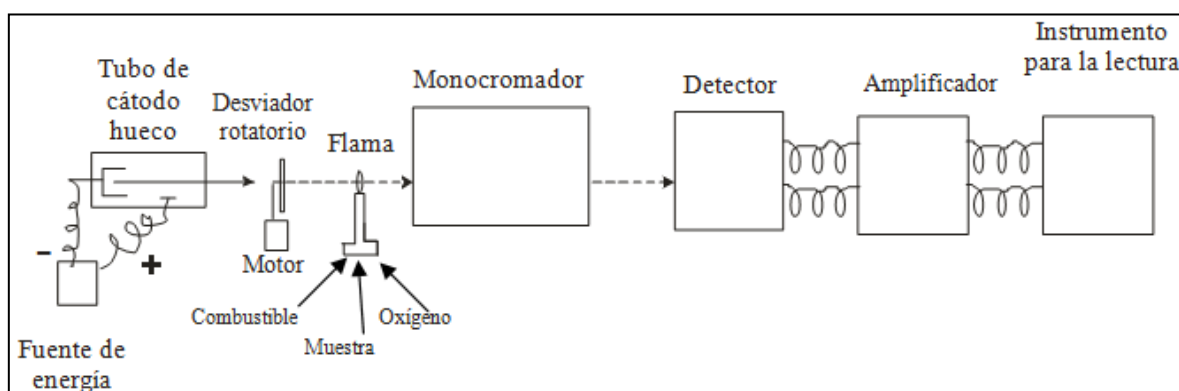 Tubo de
cátodo
hueco
Desviador
rotatorio
Flama
Monocromador
Detector
Amplificador
Instrumento
para la lectura
-
+
Motor
Combustible
Muestra
Oxígeno
Fuente de
energía